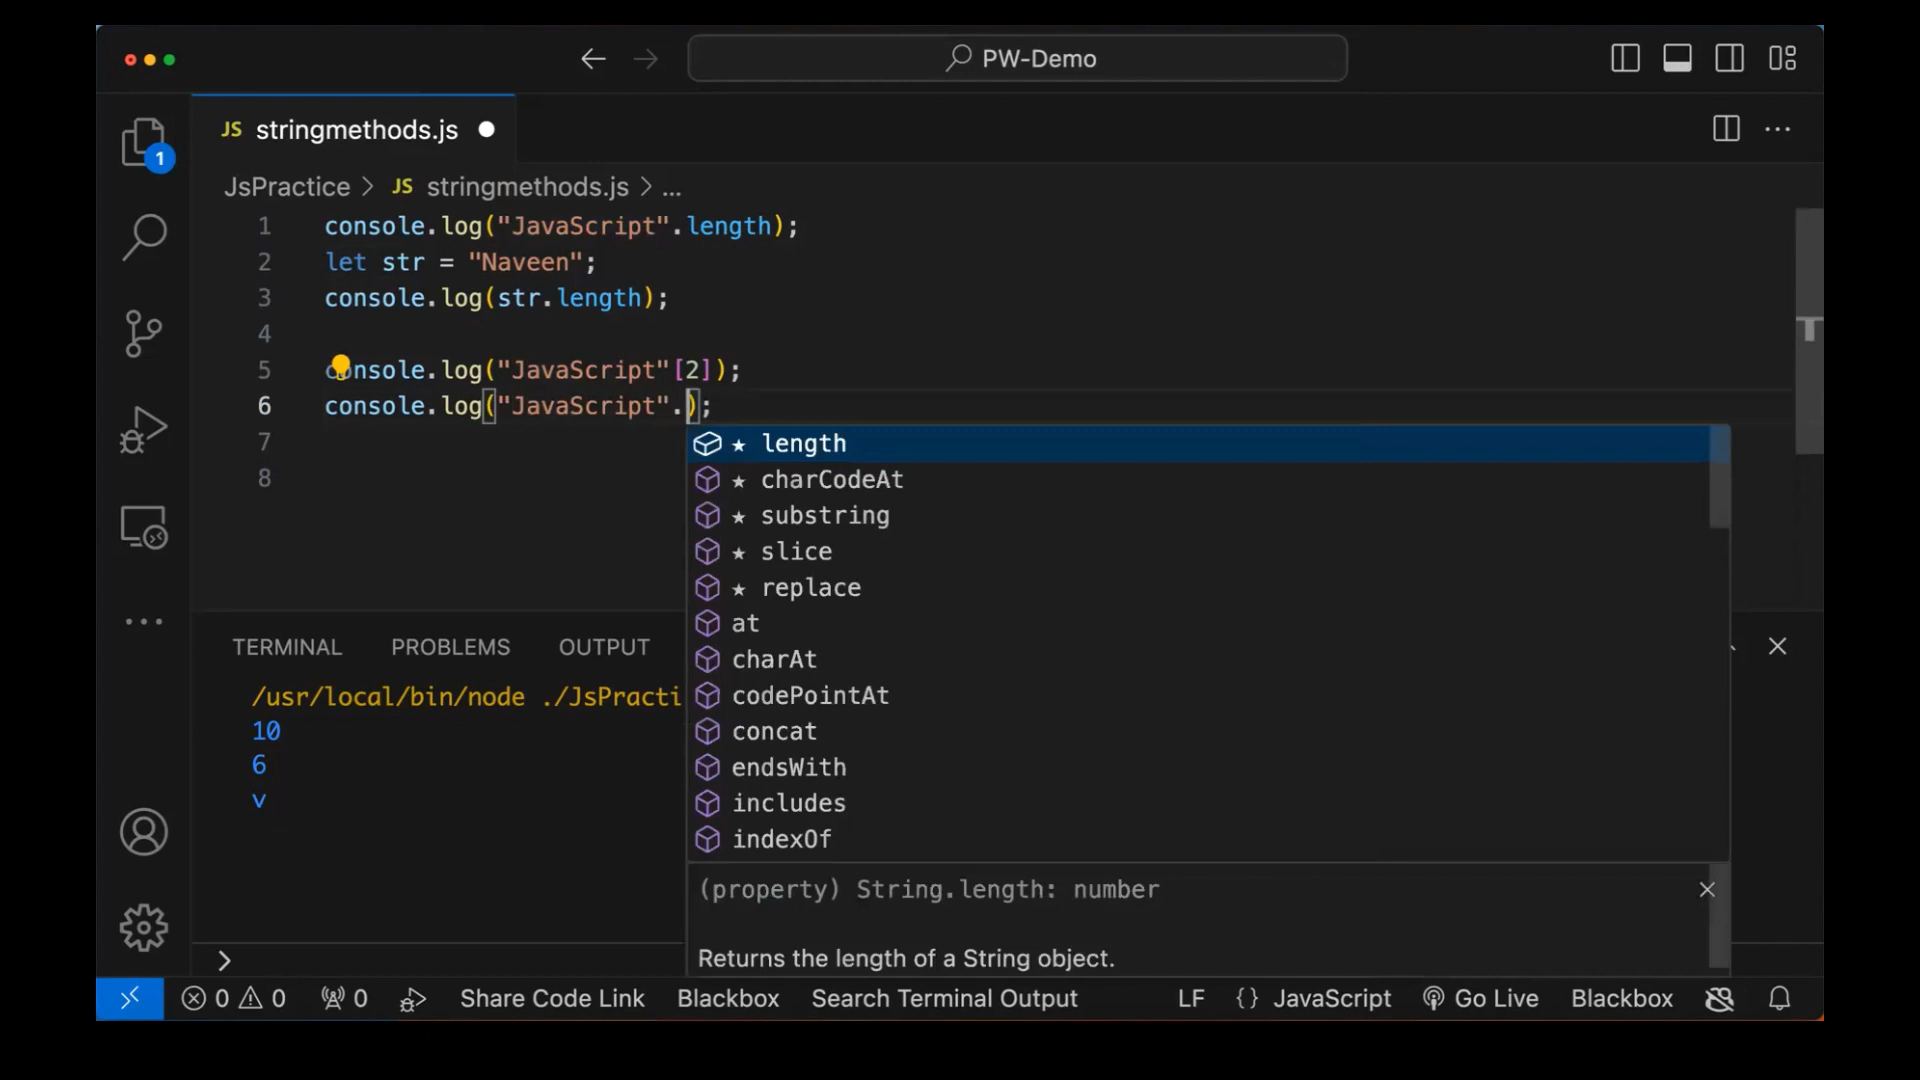 PW-Demo
JS stringmethods.js
1
JsPractice > JS stringmethods.js > ...
1 console.log("JavaScript".length);
2 let str = "Naveen";
3 console.log(str.length);
4
5 console.log("JavaScript"[2]);
6 console.log("JavaScript".);
7
8
★ length
★ charCodeAt
★ substring
★ slice
★ replace
at
charAt
codePointAt
concat
endsWith
includes
indexOf
(property) String.length: number
Returns the length of a String object.
TERMINAL PROBLEMS OUTPUT
/usr/local/bin/node ./JsPracti
10
6
v
>
0 0 0 Share Code Link Blackbox Search Terminal Output LF {} JavaScript Go Live Blackbox